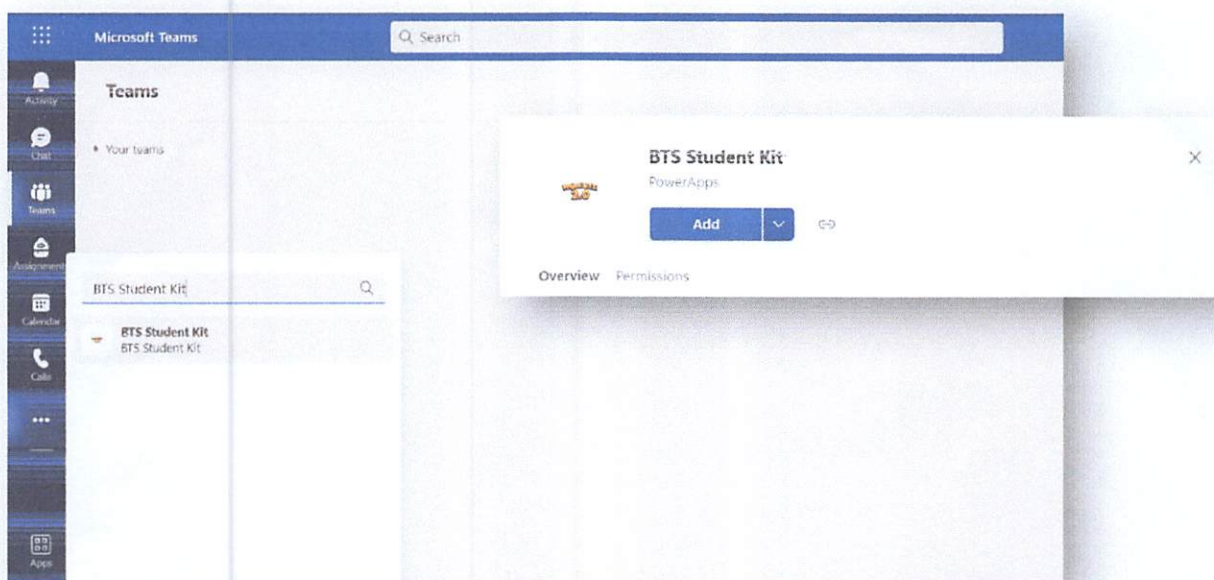 Microsoft Teams
Search
Activity
Teams
Chat
Your teams
Teams
Assignment
BTS Student Kit
Calendar
BTS Student Kit
BTS Student Kit
Calls
Apps
BTS Student Kit
PowerApps
Add
Overview Permissions